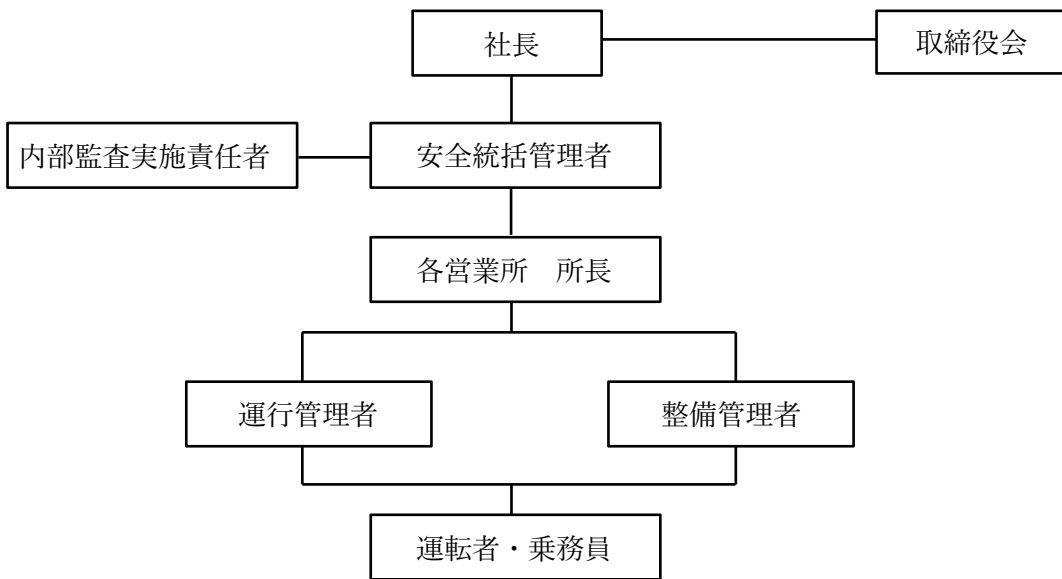 社長
取締役会
内部監査実施責任者
安全統括管理者
各営業所　所長
運行管理者
整備管理者
運転者・乗務員